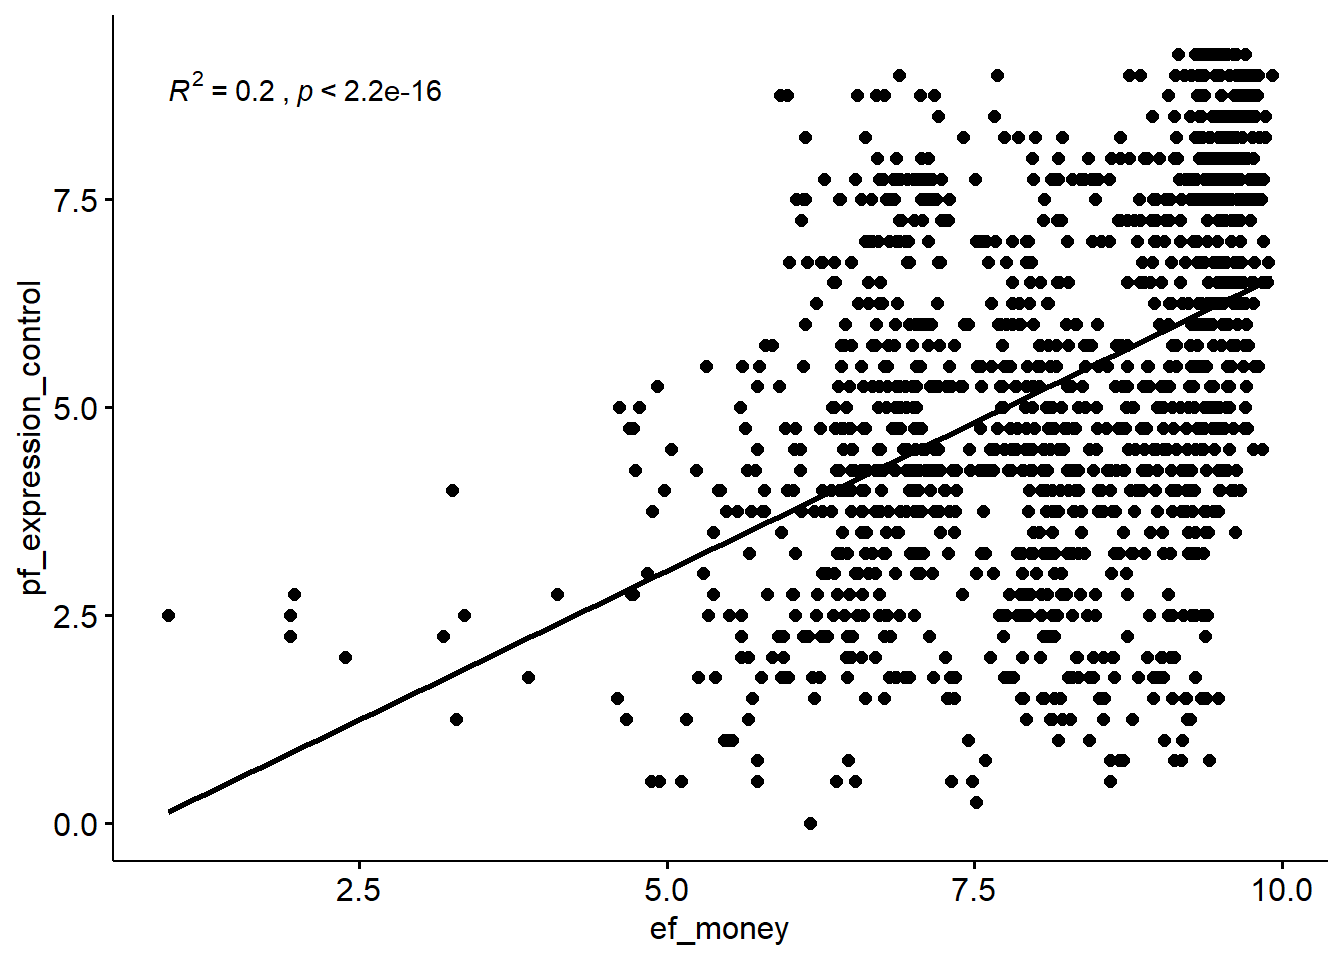 R² = 0.2 , p < 2.2e-16
7.5
5.0
2.5
0.0
pf_expression_control
2.5 5.0 7.5 10.0
ef_money